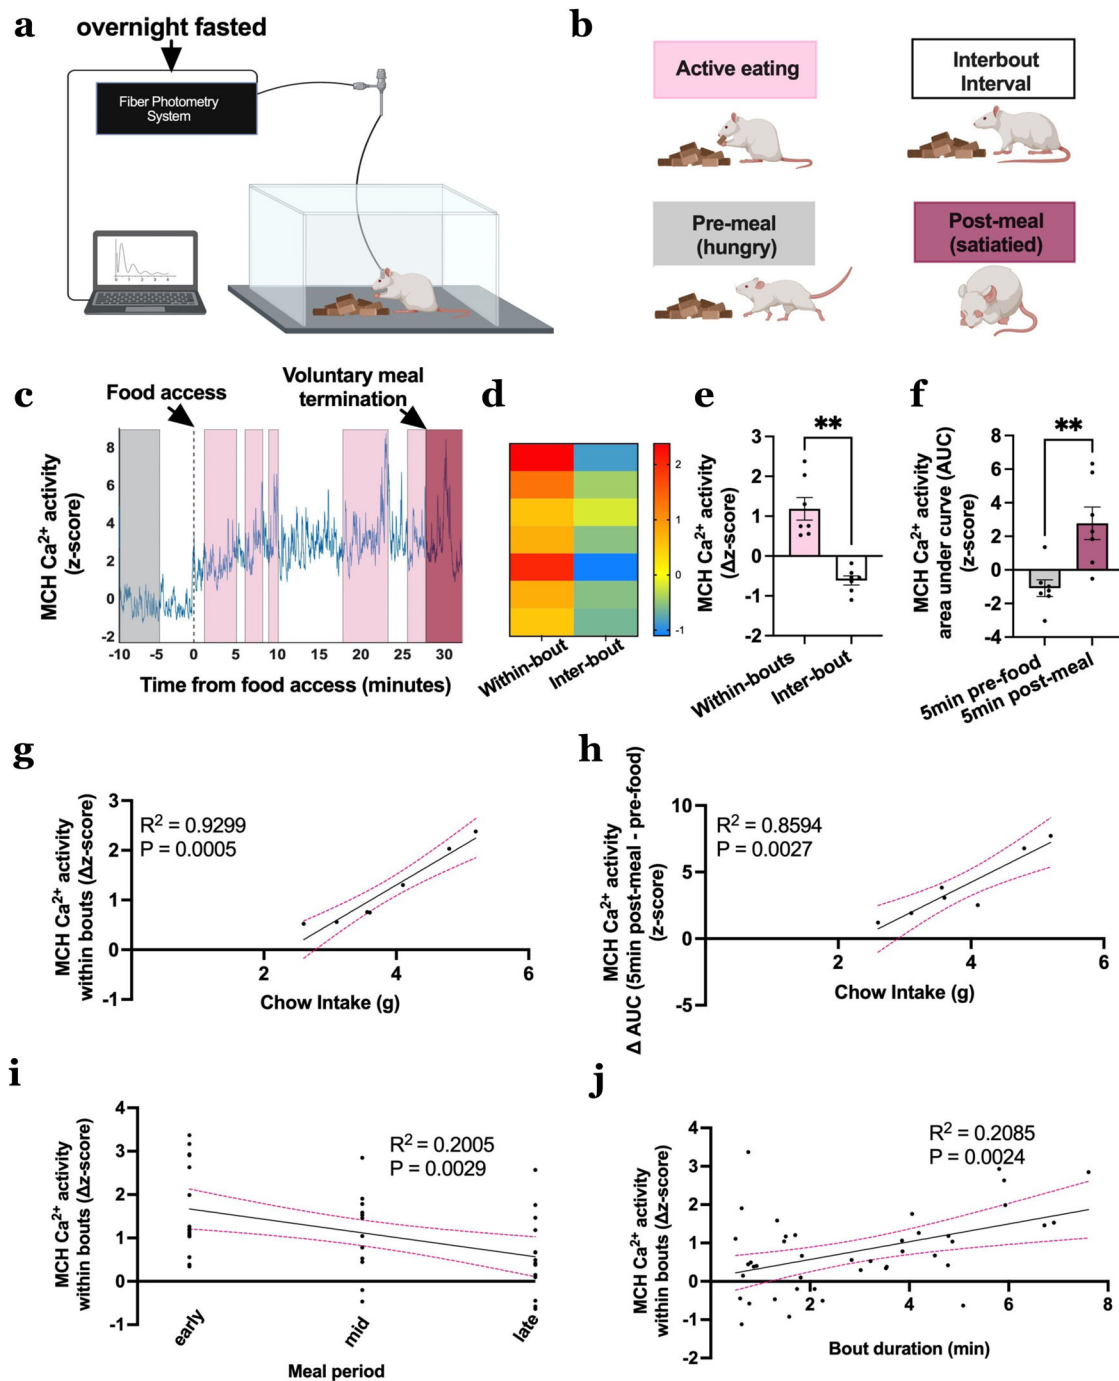 a
overnight fasted
Fiber Photometry
System
0 1 2 3 4
b
Active eating
Interbout
Interval
Pre-meal
(hungry)
Post-meal
(satiatied)
c
Food access
Voluntary meal
termination
MCH Ca²⁺ activity
(z-score)
8
6
4
2
0
-2
-10 -5 0 5 10 15 20 25 30
Time from food access (minutes)
d
2
1
0
-1
Within-bout
Inter-bout
e
**
MCH Ca²⁺ activity
(Δz-score)
3
2
1
0
-1
-2
Within-bouts
Inter-bout
f
**
MCH Ca²⁺ activity
area under curve (AUC)
(z-score)
8
6
4
2
0
-2
-4
5min pre-food
5min post-meal
g
R² = 0.9299
P = 0.0005
MCH Ca²⁺ activity
within bouts (Δz-score)
3
2
1
0
-1
2 4 6
Chow Intake (g)
h
R² = 0.8594
P = 0.0027
MCH Ca²⁺ activity
Δ AUC (5min post-meal - pre-food)
(z-score)
10
5
0
-5
2 4 6
Chow Intake (g)
i
R² = 0.2005
P = 0.0029
MCH Ca²⁺ activity
within bouts (Δz-score)
4
3
2
1
0
-1
early
mid
late
Meal period
j
R² = 0.2085
P = 0.0024
MCH Ca²⁺ activity
within bouts (Δz-score)
4
3
2
1
0
-1
-2
2 4 6 8
Bout duration (min)